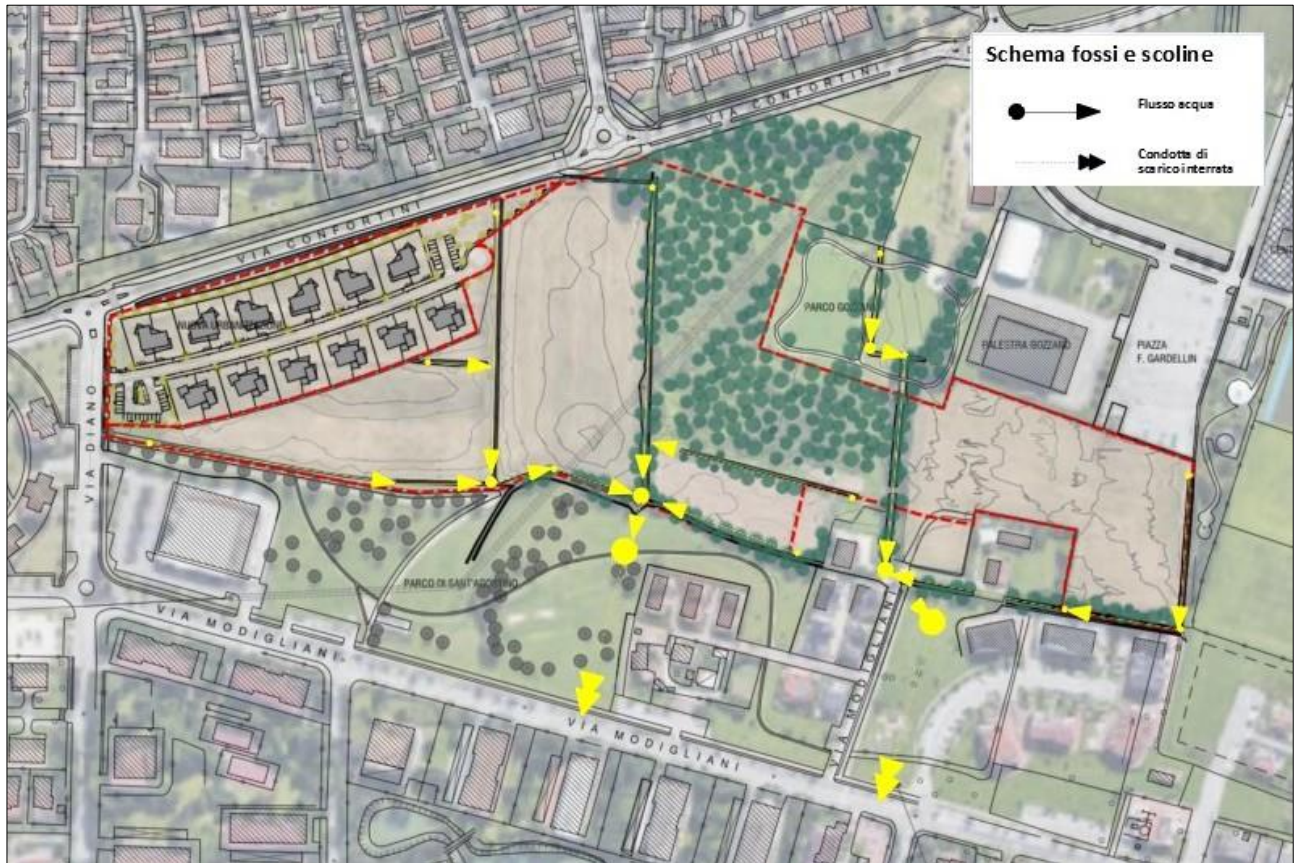 Schema fossi e scoline
Flusso acqua
Condotta di
scarico interrata
VIA CONFORTINI
VIA CONFORTINI
PARCO GOZZANO
PALESTRA GOZZANO
PIAZZA
F. GARDELLIN
VIA DIANO
PARCO DI SANT'AGOSTINO
VIA MODIGLIANI
VIA MODIGLIANI
VIA MODIGLIANI